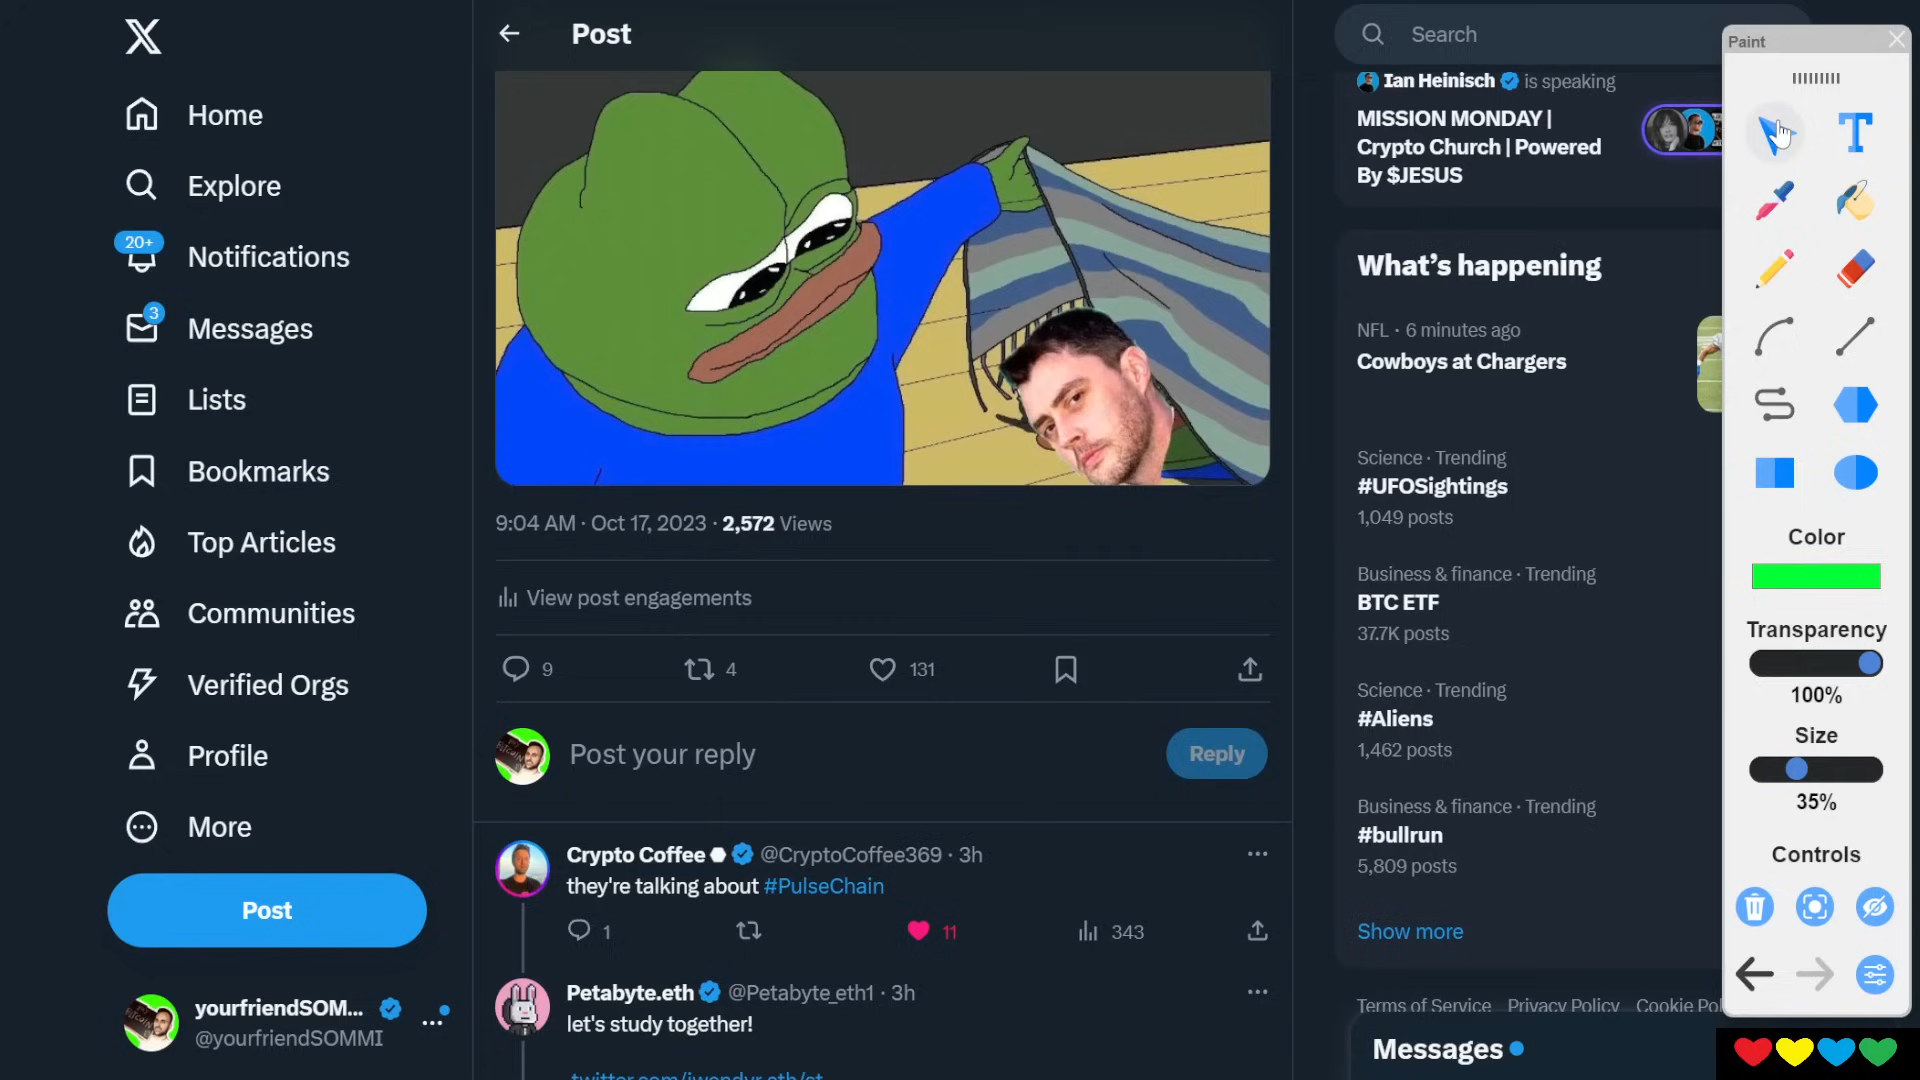 Home
Explore
20+
Notifications
3
Messages
Lists
Bookmarks
Top Articles
Communities
Verified Orgs
Profile
More
Post
yourfriendSOM...
@yourfriendSOMMI
Post
9:04 AM · Oct 17, 2023 · 2,572 Views
View post engagements
9
4
131
Post your reply
Reply
Crypto Coffee @CryptoCoffee369 · 3h
they're talking about #PulseChain
1
11
343
Petabyte.eth @Petabyte_eth1 · 3h
let's study together!
Search
Ian Heinisch is speaking
MISSION MONDAY |
Crypto Church | Powered
By $JESUS
What's happening
NFL · 6 minutes ago
Cowboys at Chargers
Science · Trending
#UFOSightings
1,049 posts
Business & finance · Trending
BTC ETF
37.7K posts
Science · Trending
#Aliens
1,462 posts
Business & finance · Trending
#bullrun
5,809 posts
Show more
Terms of Service Privacy Policy Cookie Pol
Messages
Paint
T
Color
Transparency
100%
Size
35%
Controls